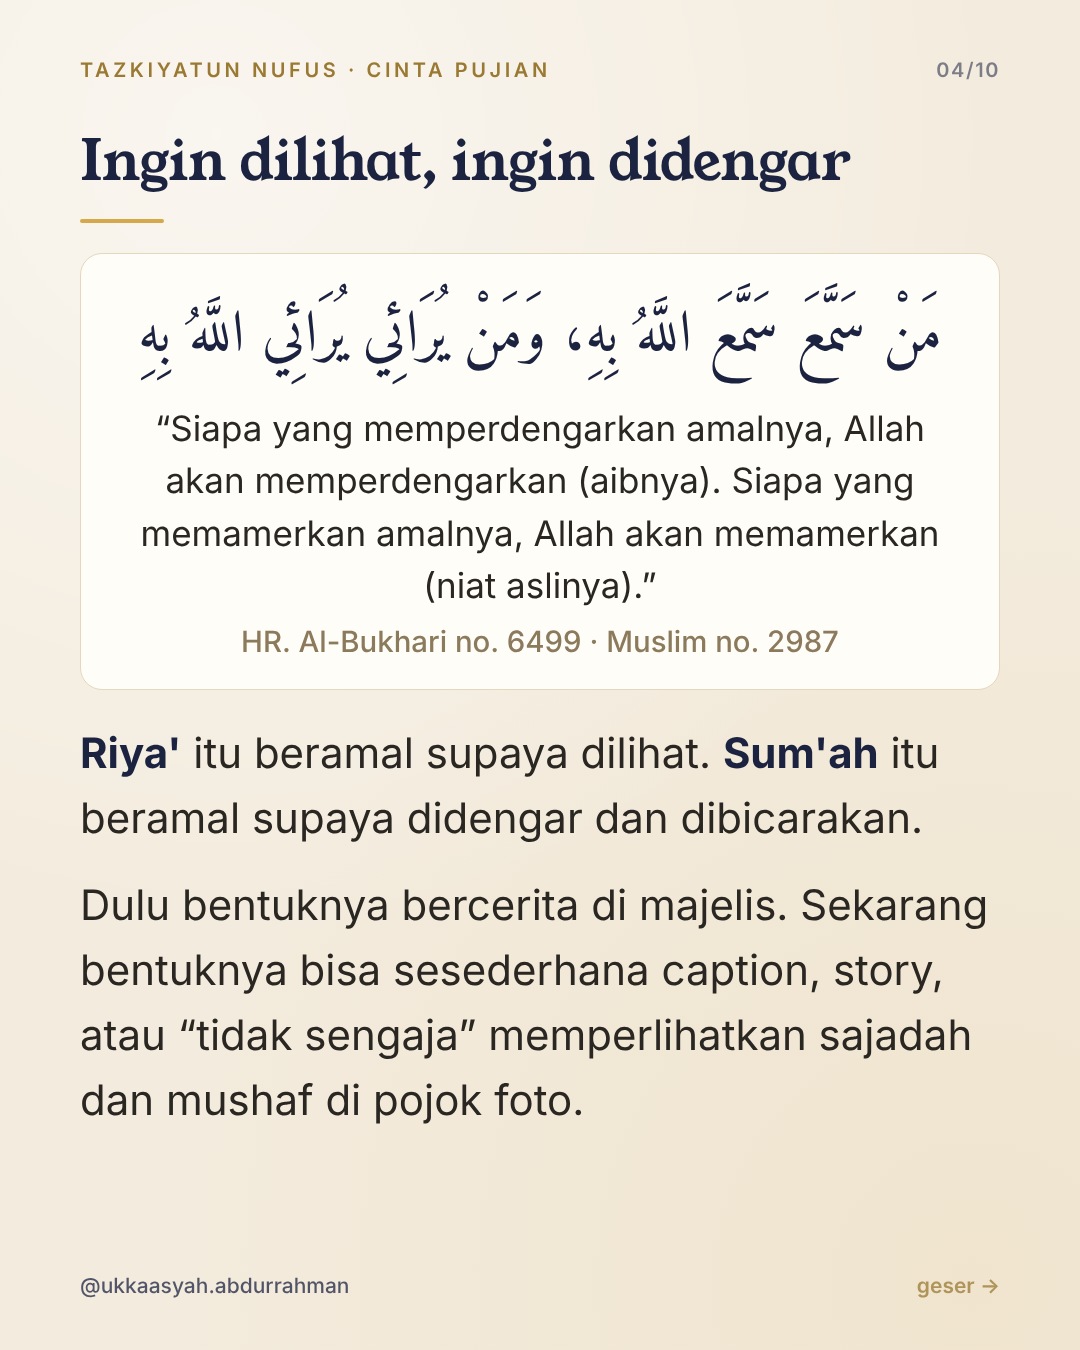 TAZKIYATUN NUFUS · CINTA PUJIAN
04/10
Ingin dilihat, ingin didengar
مَنْ سَمَّعَ سَمَّعَ اللَّهُ بِهِ، وَمَنْ يُرَائِي يُرَائِي اللَّهُ بِهِ
“Siapa yang memperdengarkan amalnya, Allah
akan memperdengarkan (aibnya). Siapa yang
memamerkan amalnya, Allah akan memamerkan
(niat aslinya).”
HR. Al-Bukhari no. 6499 · Muslim no. 2987
Riya' itu beramal supaya dilihat. Sum'ah itu
beramal supaya didengar dan dibicarakan.
Dulu bentuknya bercerita di majelis. Sekarang
bentuknya bisa sesederhana caption, story,
atau “tidak sengaja” memperlihatkan sajadah
dan mushaf di pojok foto.
@ukkaasyah.abdurrahman
geser →